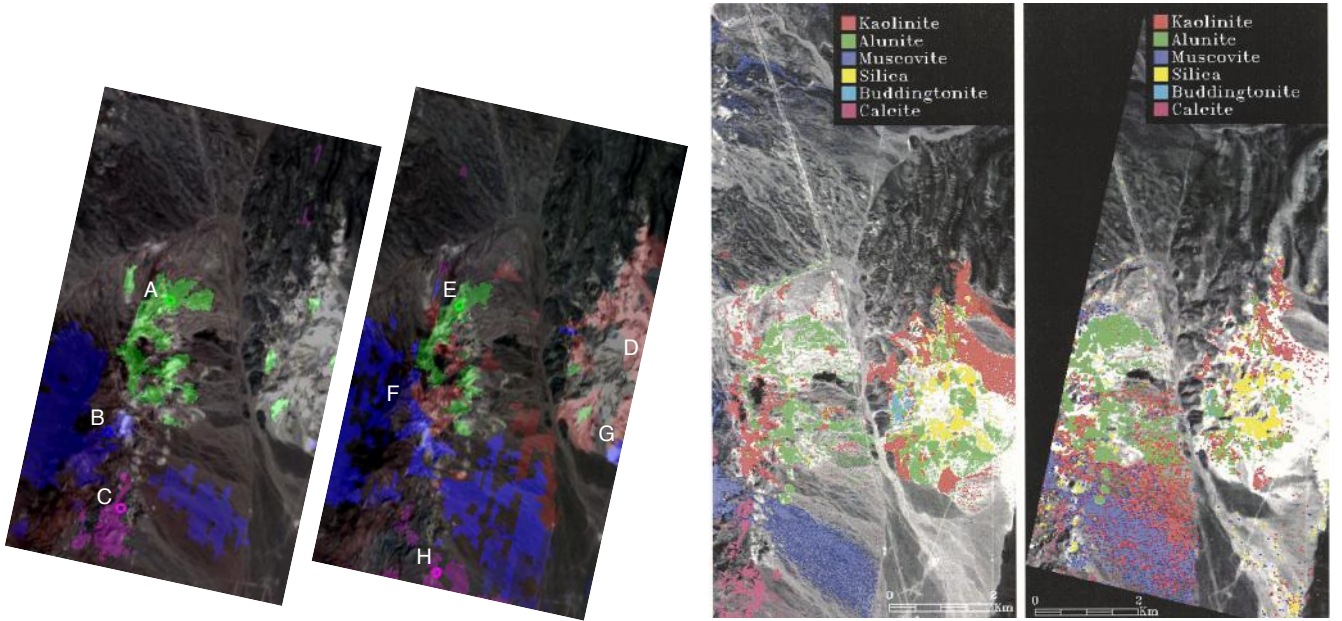 A
B
C
E
D
F
G
H
Kaolinite
Alunite
Muscovite
Silica
Buddingtonite
Calcite
0 2
Km
Kaolinite
Alunite
Muscovite
Silica
Buddingtonite
Calcite
0 2
Km